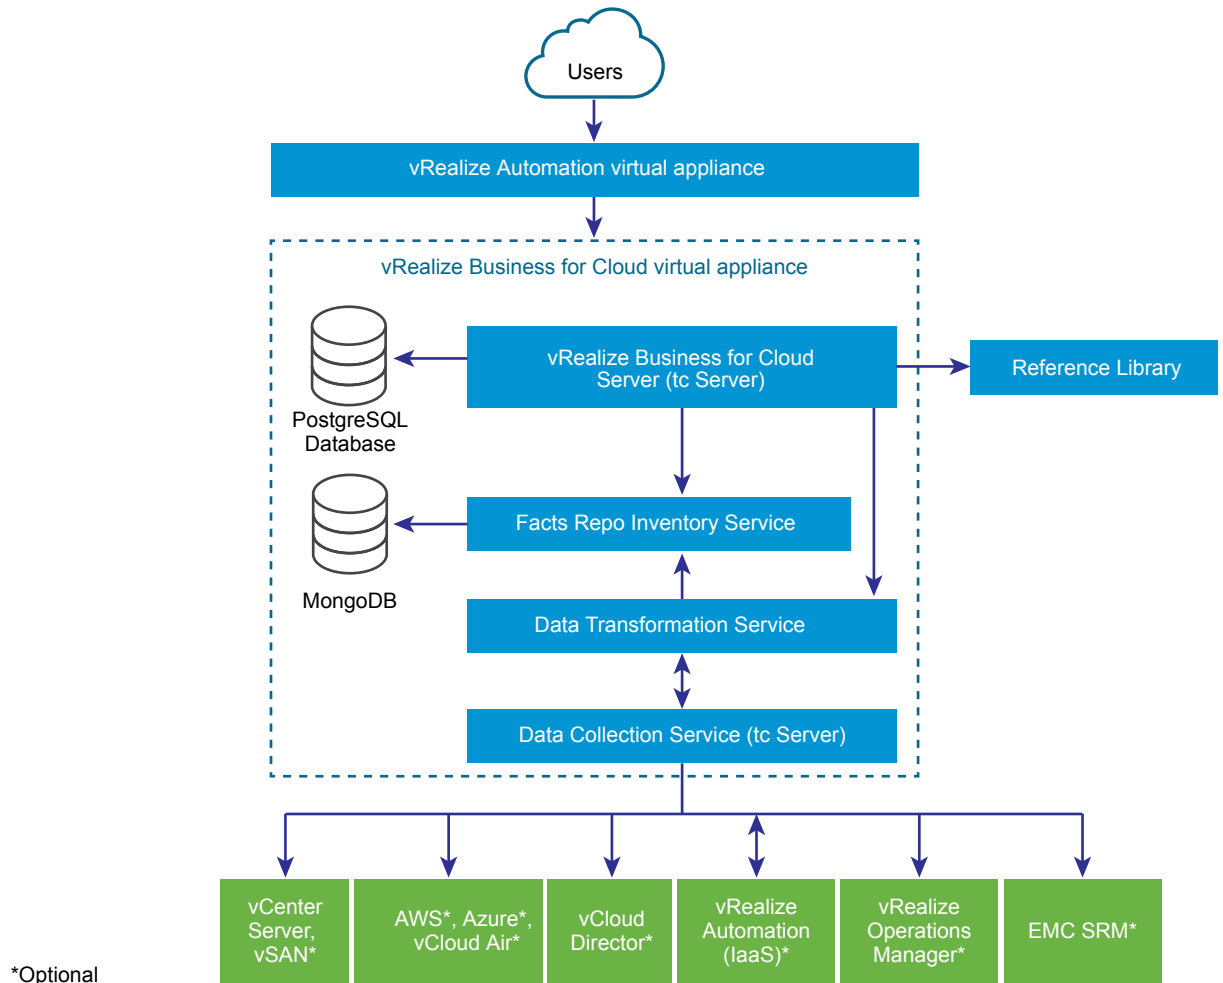 Users
vRealize Automation virtual appliance
vRealize Business for Cloud virtual appliance
vRealize Business for Cloud
Server (tc Server)
Reference Library
PostgreSQL
Database
Facts Repo Inventory Service
MongoDB
Data Transformation Service
Data Collection Service (tc Server)
vCenter
Server,
vSAN*
AWS*, Azure*,
vCloud Air*
vCloud
Director*
vRealize
Automation
(IaaS)*
vRealize
Operations
Manager*
EMC SRM*
*Optional